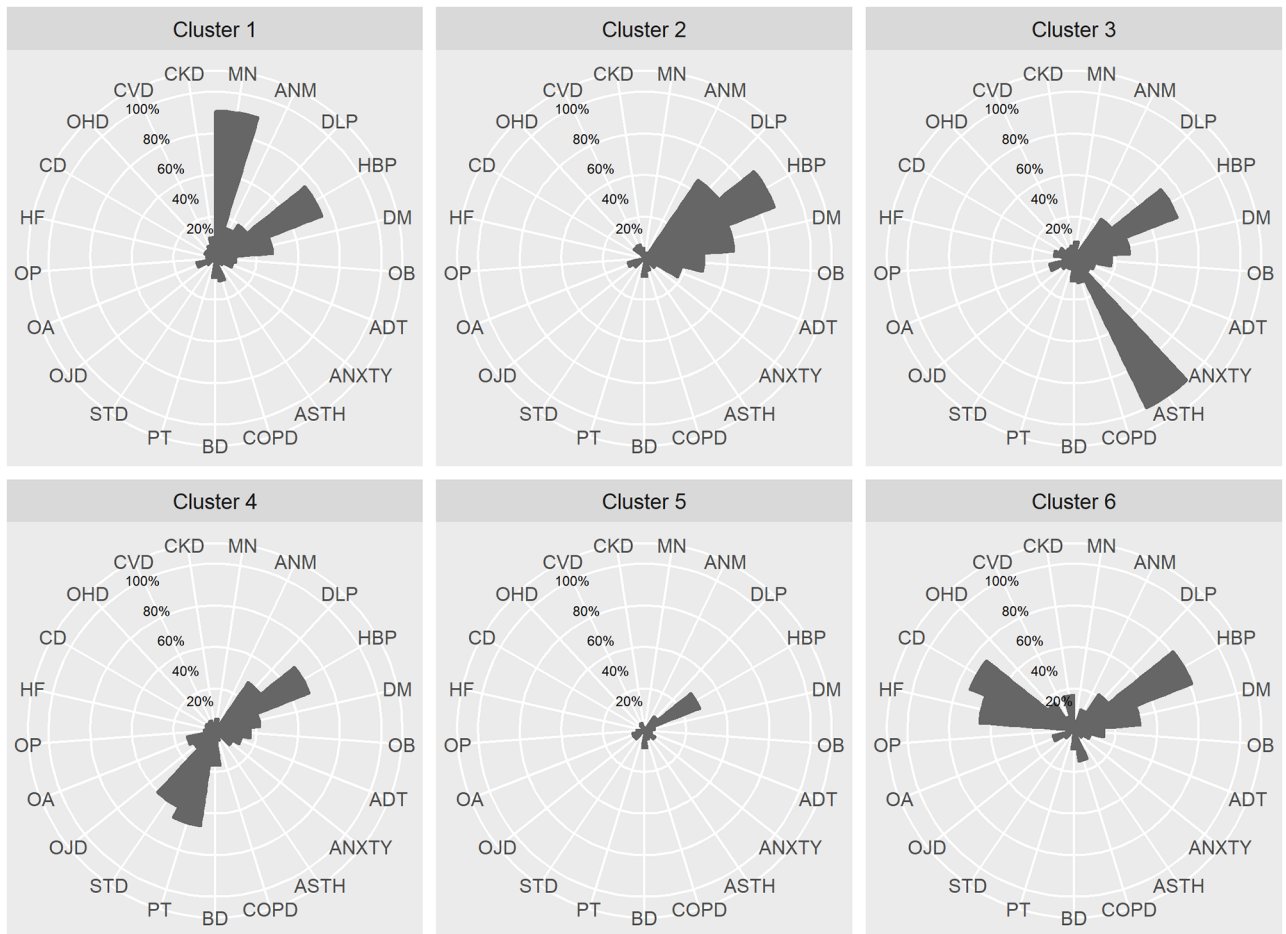 Cluster 1
CKD MN
CVD ANM
100%
OHD DLP
80%
CD HBP
60%
40%
HF DM
20%
OP OB
OA ADT
OJD ANXTY
STD ASTH
PT COPD
BD
Cluster 2
CKD MN
CVD ANM
100%
OHD DLP
80%
CD HBP
60%
40%
HF DM
20%
OP OB
OA ADT
OJD ANXTY
STD ASTH
PT COPD
BD
Cluster 3
CKD MN
CVD ANM
100%
OHD DLP
80%
CD HBP
60%
40%
HF DM
20%
OP OB
OA ADT
OJD ANXTY
STD ASTH
PT COPD
BD
Cluster 4
CKD MN
CVD ANM
100%
OHD DLP
80%
CD HBP
60%
40%
HF DM
20%
OP OB
OA ADT
OJD ANXTY
STD ASTH
PT COPD
BD
Cluster 5
CKD MN
CVD ANM
100%
OHD DLP
80%
CD HBP
60%
40%
HF DM
20%
OP OB
OA ADT
OJD ANXTY
STD ASTH
PT COPD
BD
Cluster 6
CKD MN
CVD ANM
100%
OHD DLP
80%
CD HBP
60%
40%
HF DM
20%
OP OB
OA ADT
OJD ANXTY
STD ASTH
PT COPD
BD